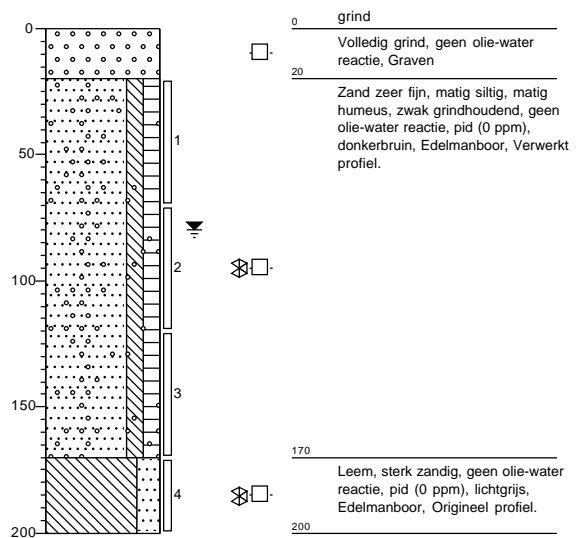 0
50
100
150
200
1
2
3
4
0
grind
Volledig grind, geen olie-water
reactie, Graven
20
Zand zeer fijn, matig siltig, matig
humeus, zwak grindhoudend, geen
olie-water reactie, pid (0 ppm),
donkerbruin, Edelmanboor, Verwerkt
profiel.
170
Leem, sterk zandig, geen olie-water
reactie, pid (0 ppm), lichtgrijs,
Edelmanboor, Origineel profiel.
200